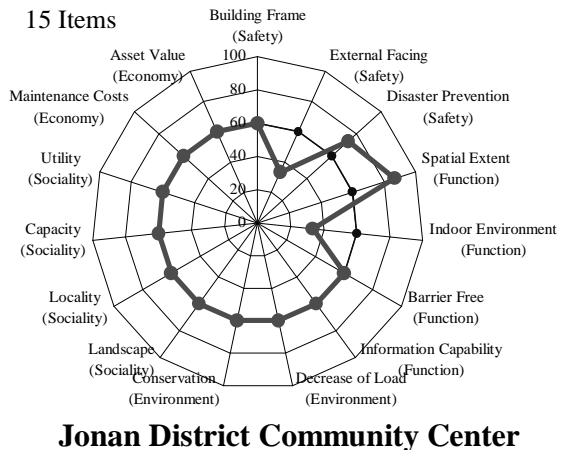 15 Items
Building Frame
(Safety)
External Facing
(Safety)
Disaster Prevention
(Safety)
Spatial Extent
(Function)
Indoor Environment
(Function)
Barrier Free
(Function)
Information Capability
(Function)
Decrease of Load
(Environment)
Conservation
(Environment)
Landscape
(Sociality)
Locality
(Sociality)
Capacity
(Sociality)
Utility
(Sociality)
Maintenance Costs
(Economy)
Asset Value
(Economy)
100
80
60
40
20
0
Jonan District Community Center